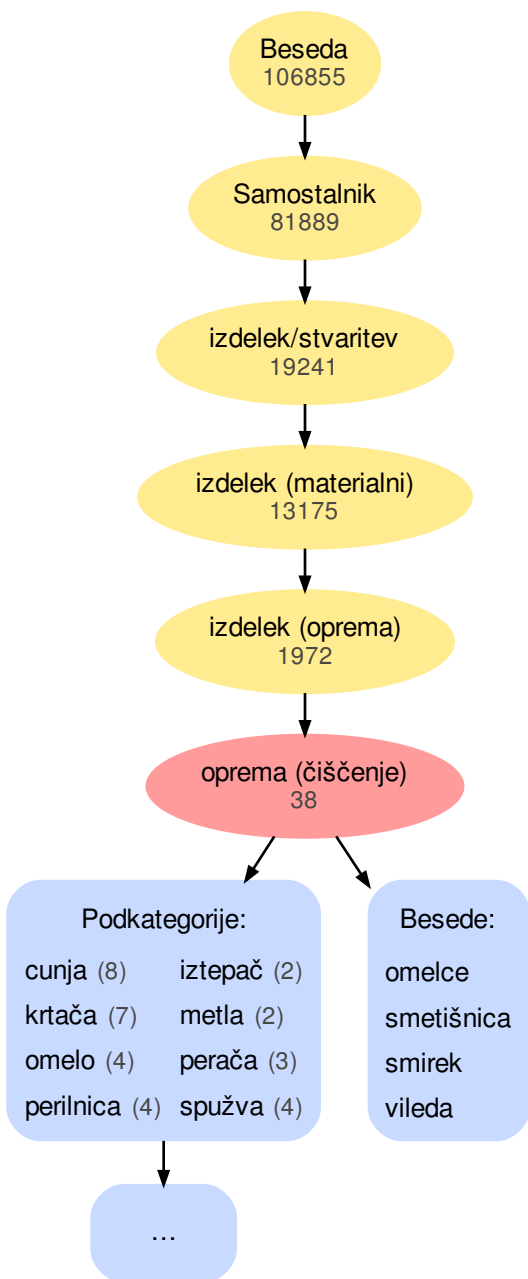 Beseda
106855
Samostalnik
81889
izdelek/stvaritev
19241
izdelek (materialni)
13175
izdelek (oprema)
1972
oprema (čiščenje)
38
Podkategorije:
cunja (8) iztepač (2)
krtača (7) metla (2)
omelo (4) perača (3)
perilnica (4) spužva (4)
Besede:
omelce
smetišnica
smirek
vileda
...